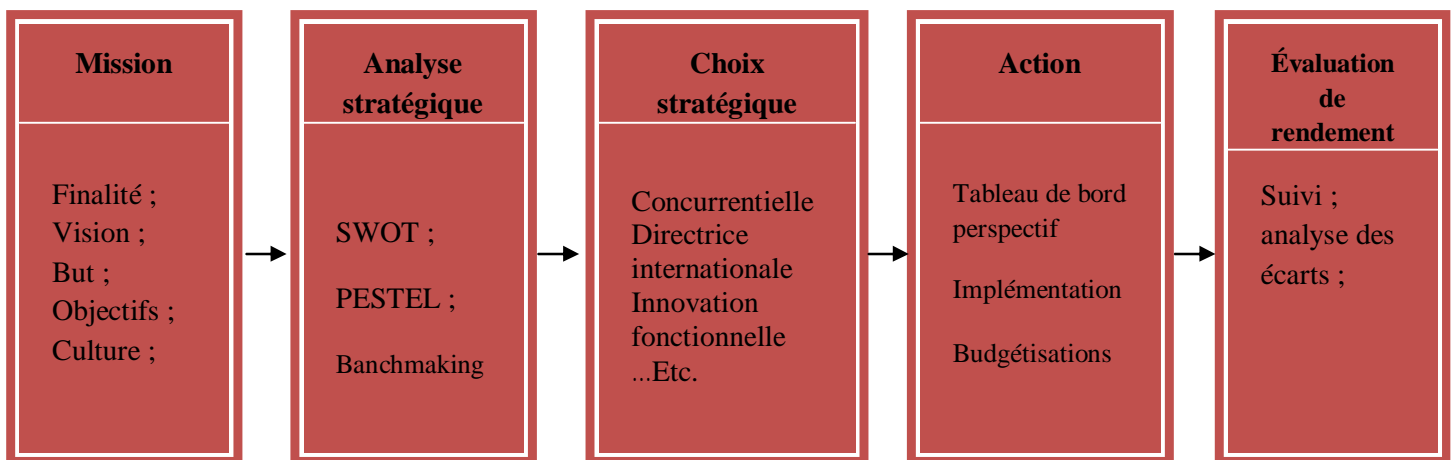 Mission
Finalité ;
Vision ;
But ;
Objectifs ;
Culture ;
Analyse
stratégique
SWOT ;
PESTEL ;
Banchmaking
Choix
stratégique
Concurrentielle
Directrice
internationale
Innovation
fonctionnelle
...Etc.
Action
Tableau de bord
perspectif
Implémentation
Budgétisations
Évaluation
de
rendement
Suivi ;
analyse des
écarts ;